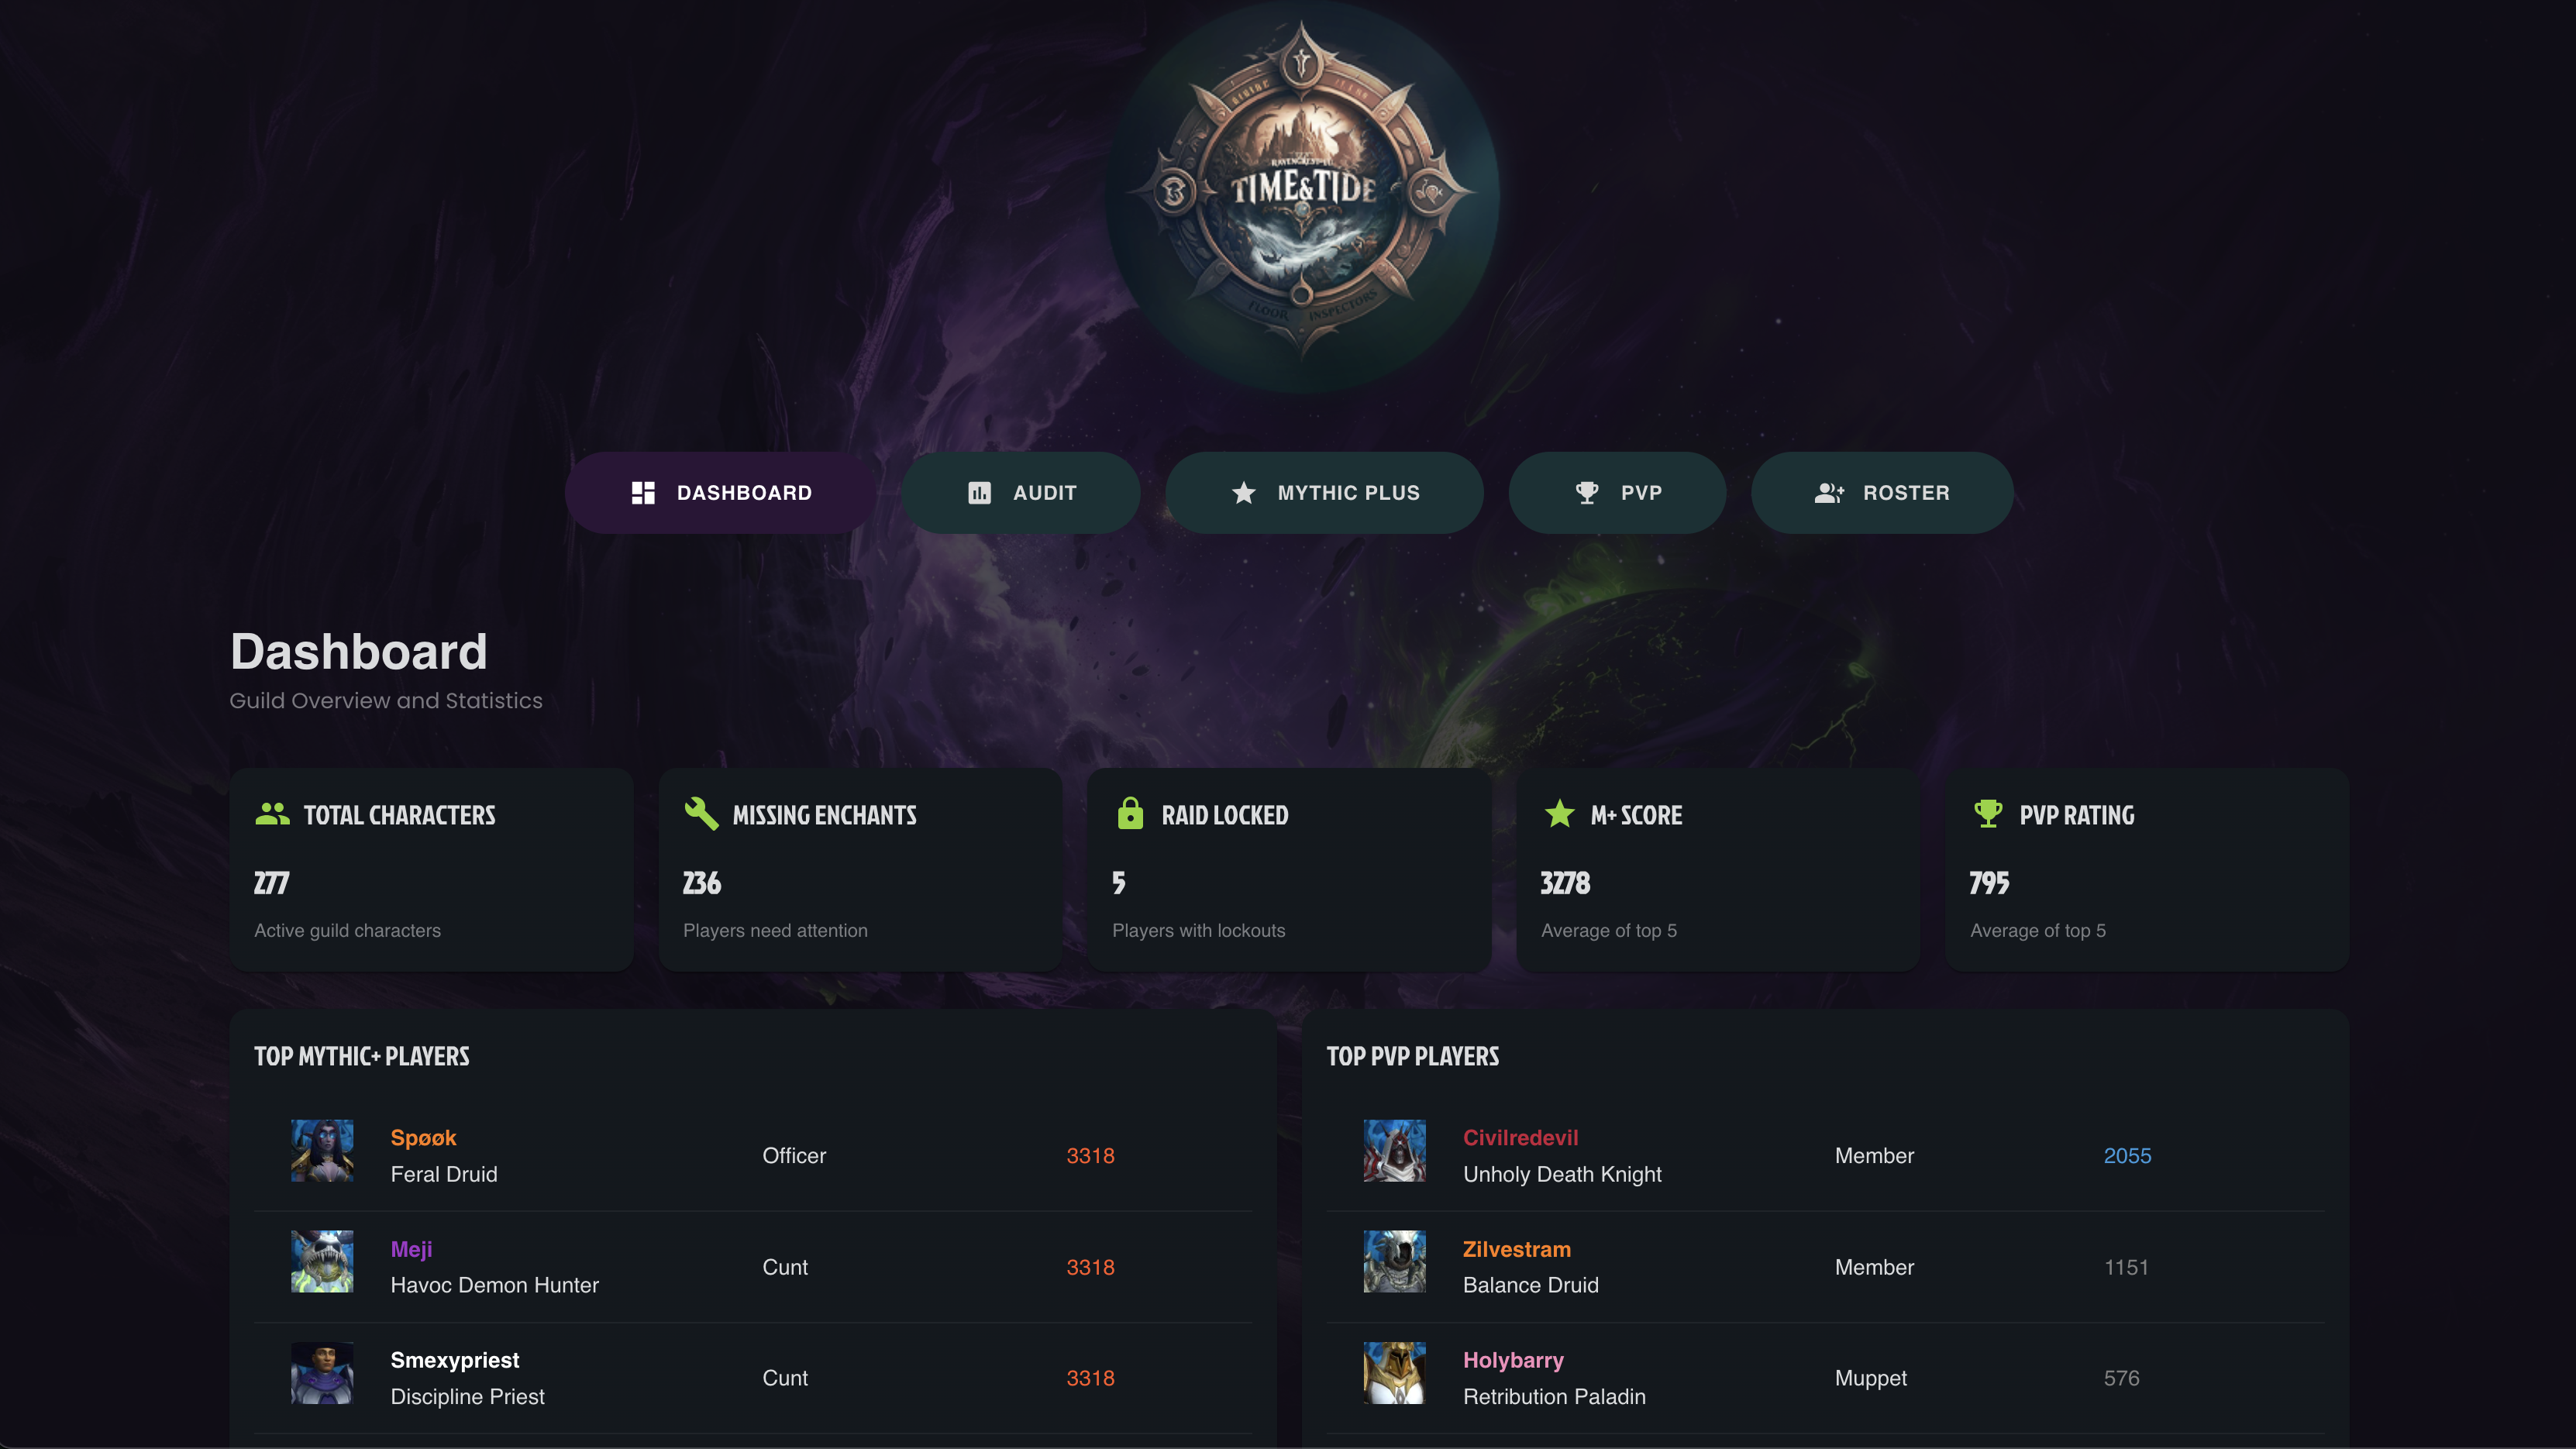 RAVENCREST-EU
TIME&TIDE
FLOOR INSPECTORS
DASHBOARD
AUDIT
MYTHIC PLUS
PVP
ROSTER
Dashboard
Guild Overview and Statistics
TOTAL CHARACTERS
277
Active guild characters
MISSING ENCHANTS
236
Players need attention
RAID LOCKED
5
Players with lockouts
M+ SCORE
3278
Average of top 5
PVP RATING
795
Average of top 5
TOP MYTHIC+ PLAYERS
Spøøk
Feral Druid
Officer
3318
Meji
Havoc Demon Hunter
Cunt
3318
Smexypriest
Discipline Priest
Cunt
3318
TOP PVP PLAYERS
Civilredevil
Unholy Death Knight
Member
2055
Zilvestram
Balance Druid
Member
1151
Holybarry
Retribution Paladin
Muppet
576